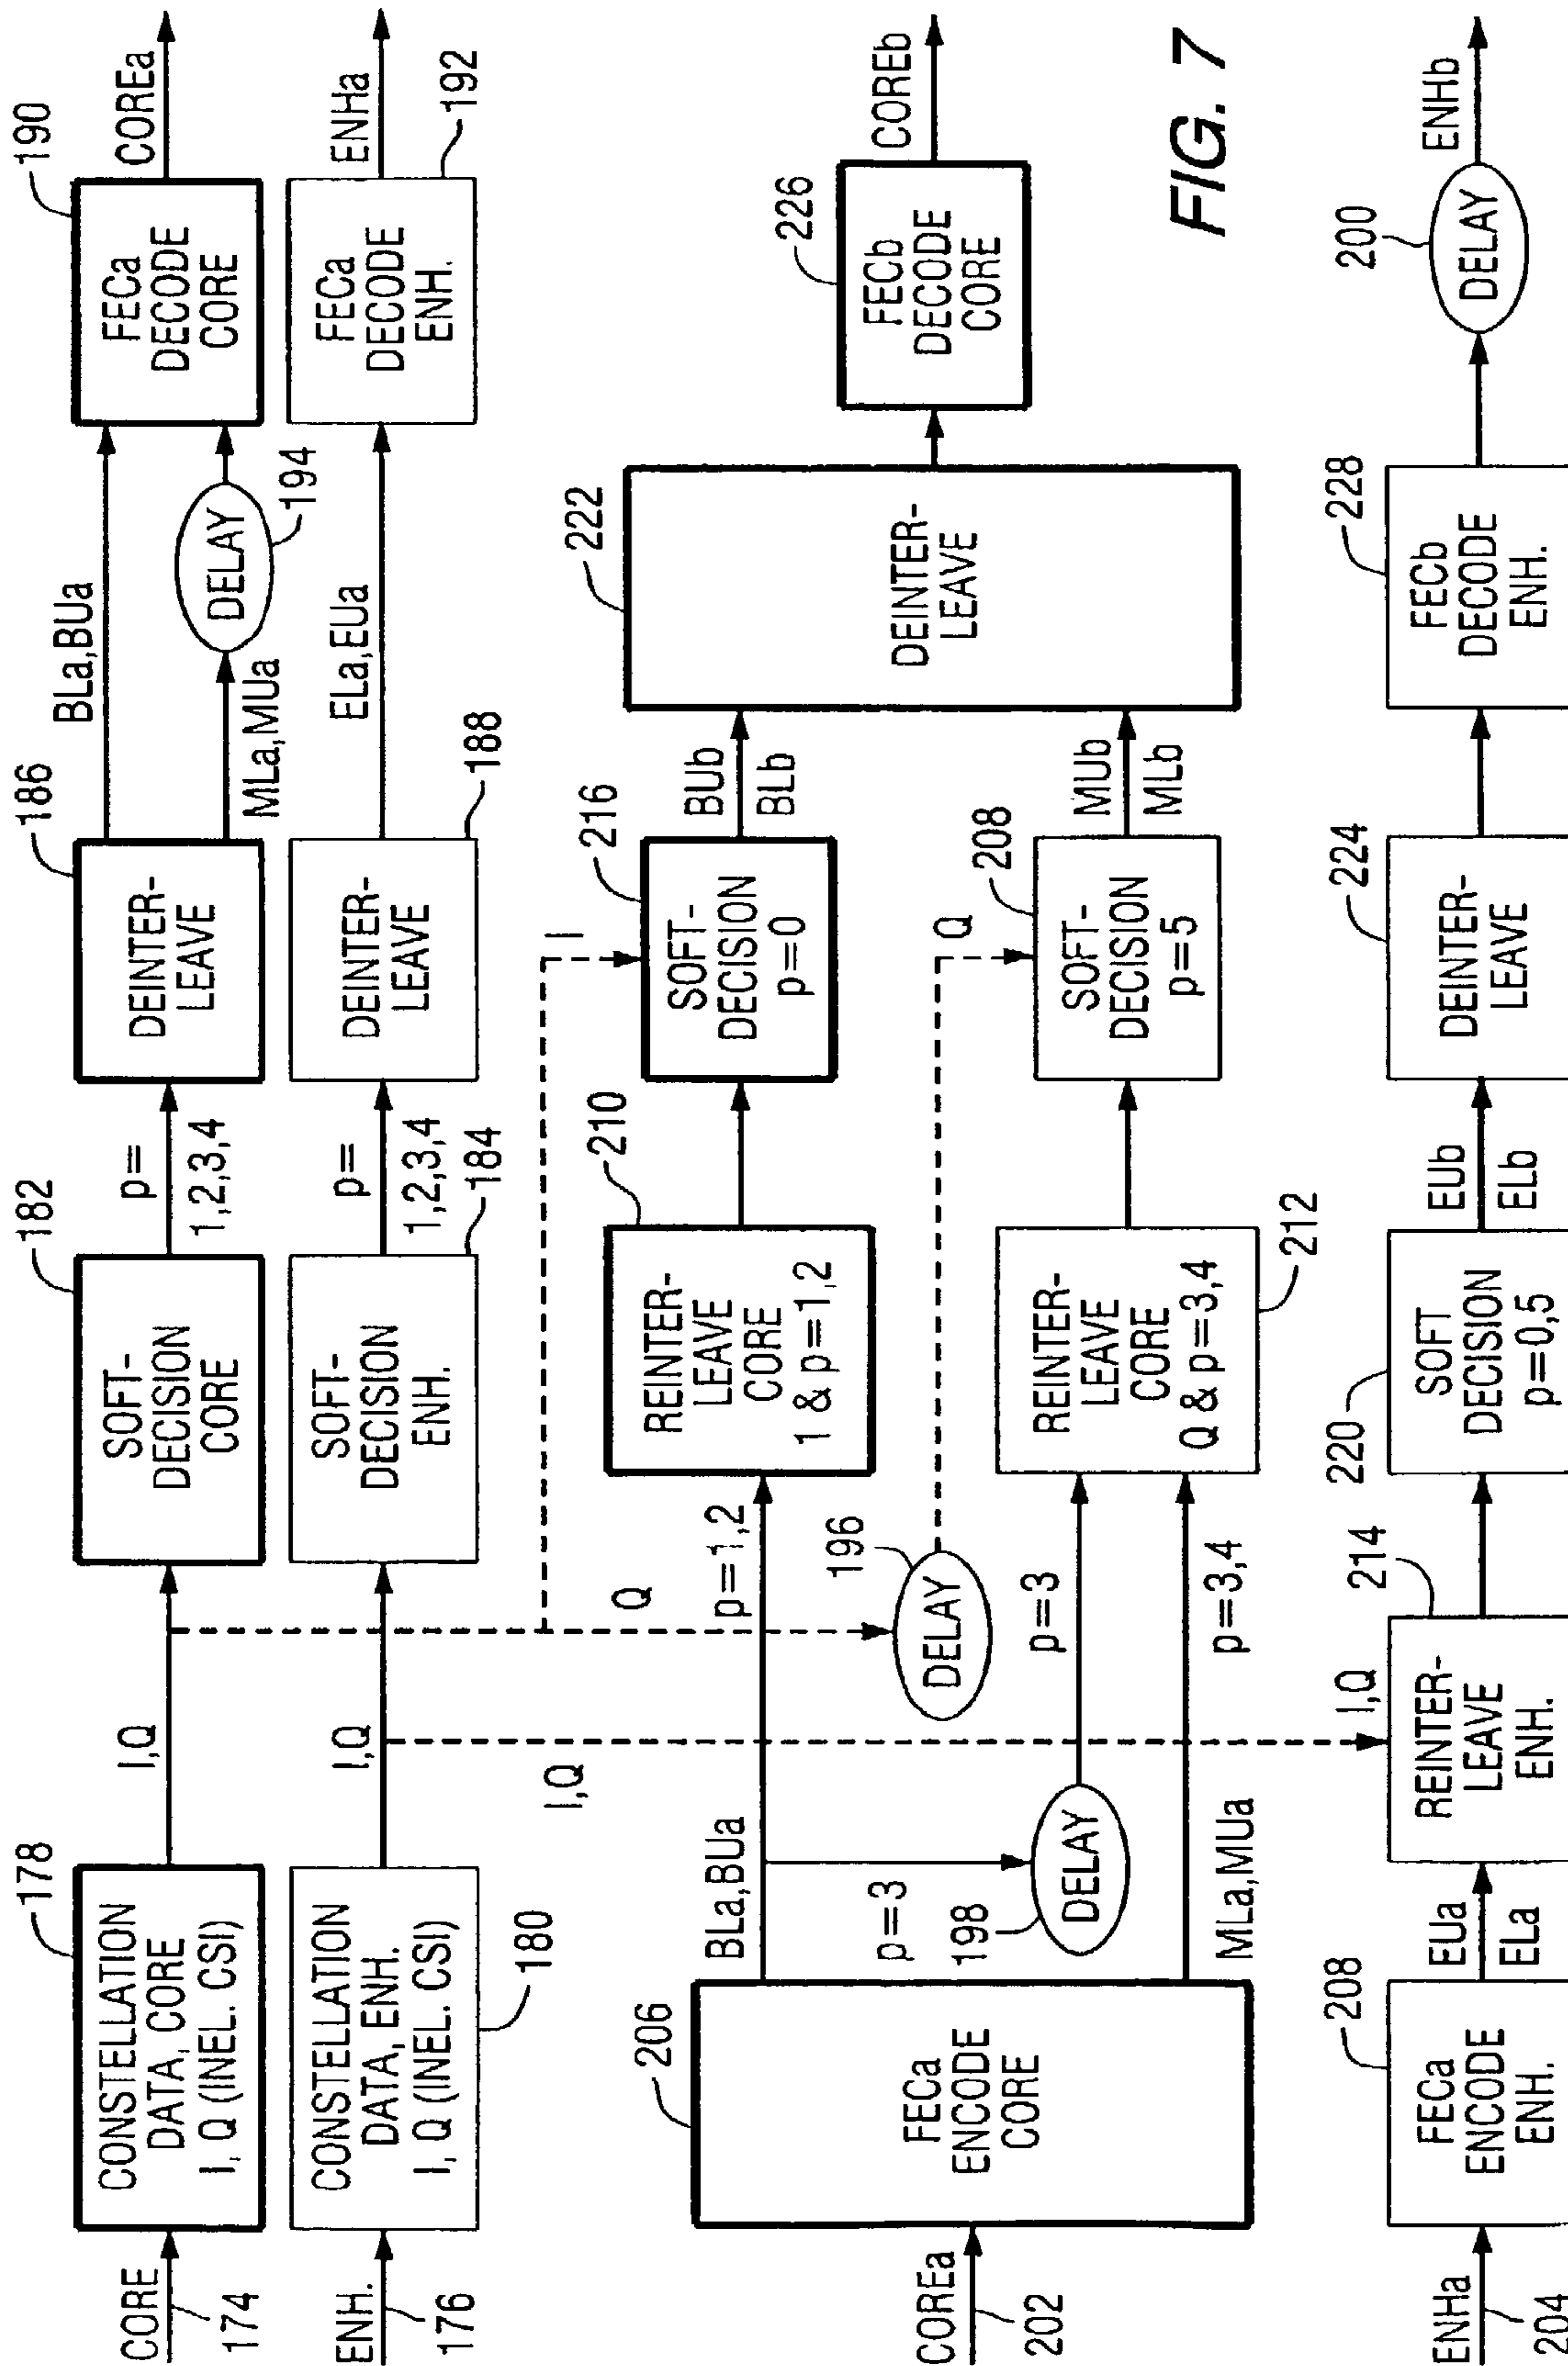 CORE
174
CONSTELLATION
DATA, CORE
I, Q (INEL. CSI)
178
I,Q
SOFT-
DECISION
CORE
182
p=
1,2,3,4
DEINTER-
LEAVE
186
BLa,BUa
MLa,MUa
DELAY
194
FECa
DECODE
CORE
190
COREa
ENH.
176
CONSTELLATION
DATA, ENH.
I, Q (INEL. CSI)
180
I,Q
SOFT-
DECISION
ENH.
184
p=
1,2,3,4
DEINTER-
LEAVE
188
ELa,EUa
FECa
DECODE
ENH.
192
ENHa
I,Q
Q
I
COREa
202
FECa
ENCODE
CORE
206
BLa,BUa
p=3
198
DELAY
MLa,MUa
p=1,2
196
DELAY
p=3
p=3,4
REINTER-
LEAVE
CORE
1 & p=1,2
210
REINTER-
LEAVE
CORE
Q & p=3,4
212
Q
SOFT-
DECISION
p=0
216
SOFT-
DECISION
p=5
208
BUb
BLb
MUb
MLb
DEINTER-
LEAVE
222
FECb
DECODE
CORE
226
COREb
FIG. 7
ENHa
204
FECa
ENCODE
ENH.
208
EUa
ELa
I,Q
REINTER-
LEAVE
ENH.
214
SOFT
DECISION
p=0,5
220
EUb
ELb
DEINTER-
LEAVE
224
FECb
DECODE
ENH.
228
DELAY
200
ENHb